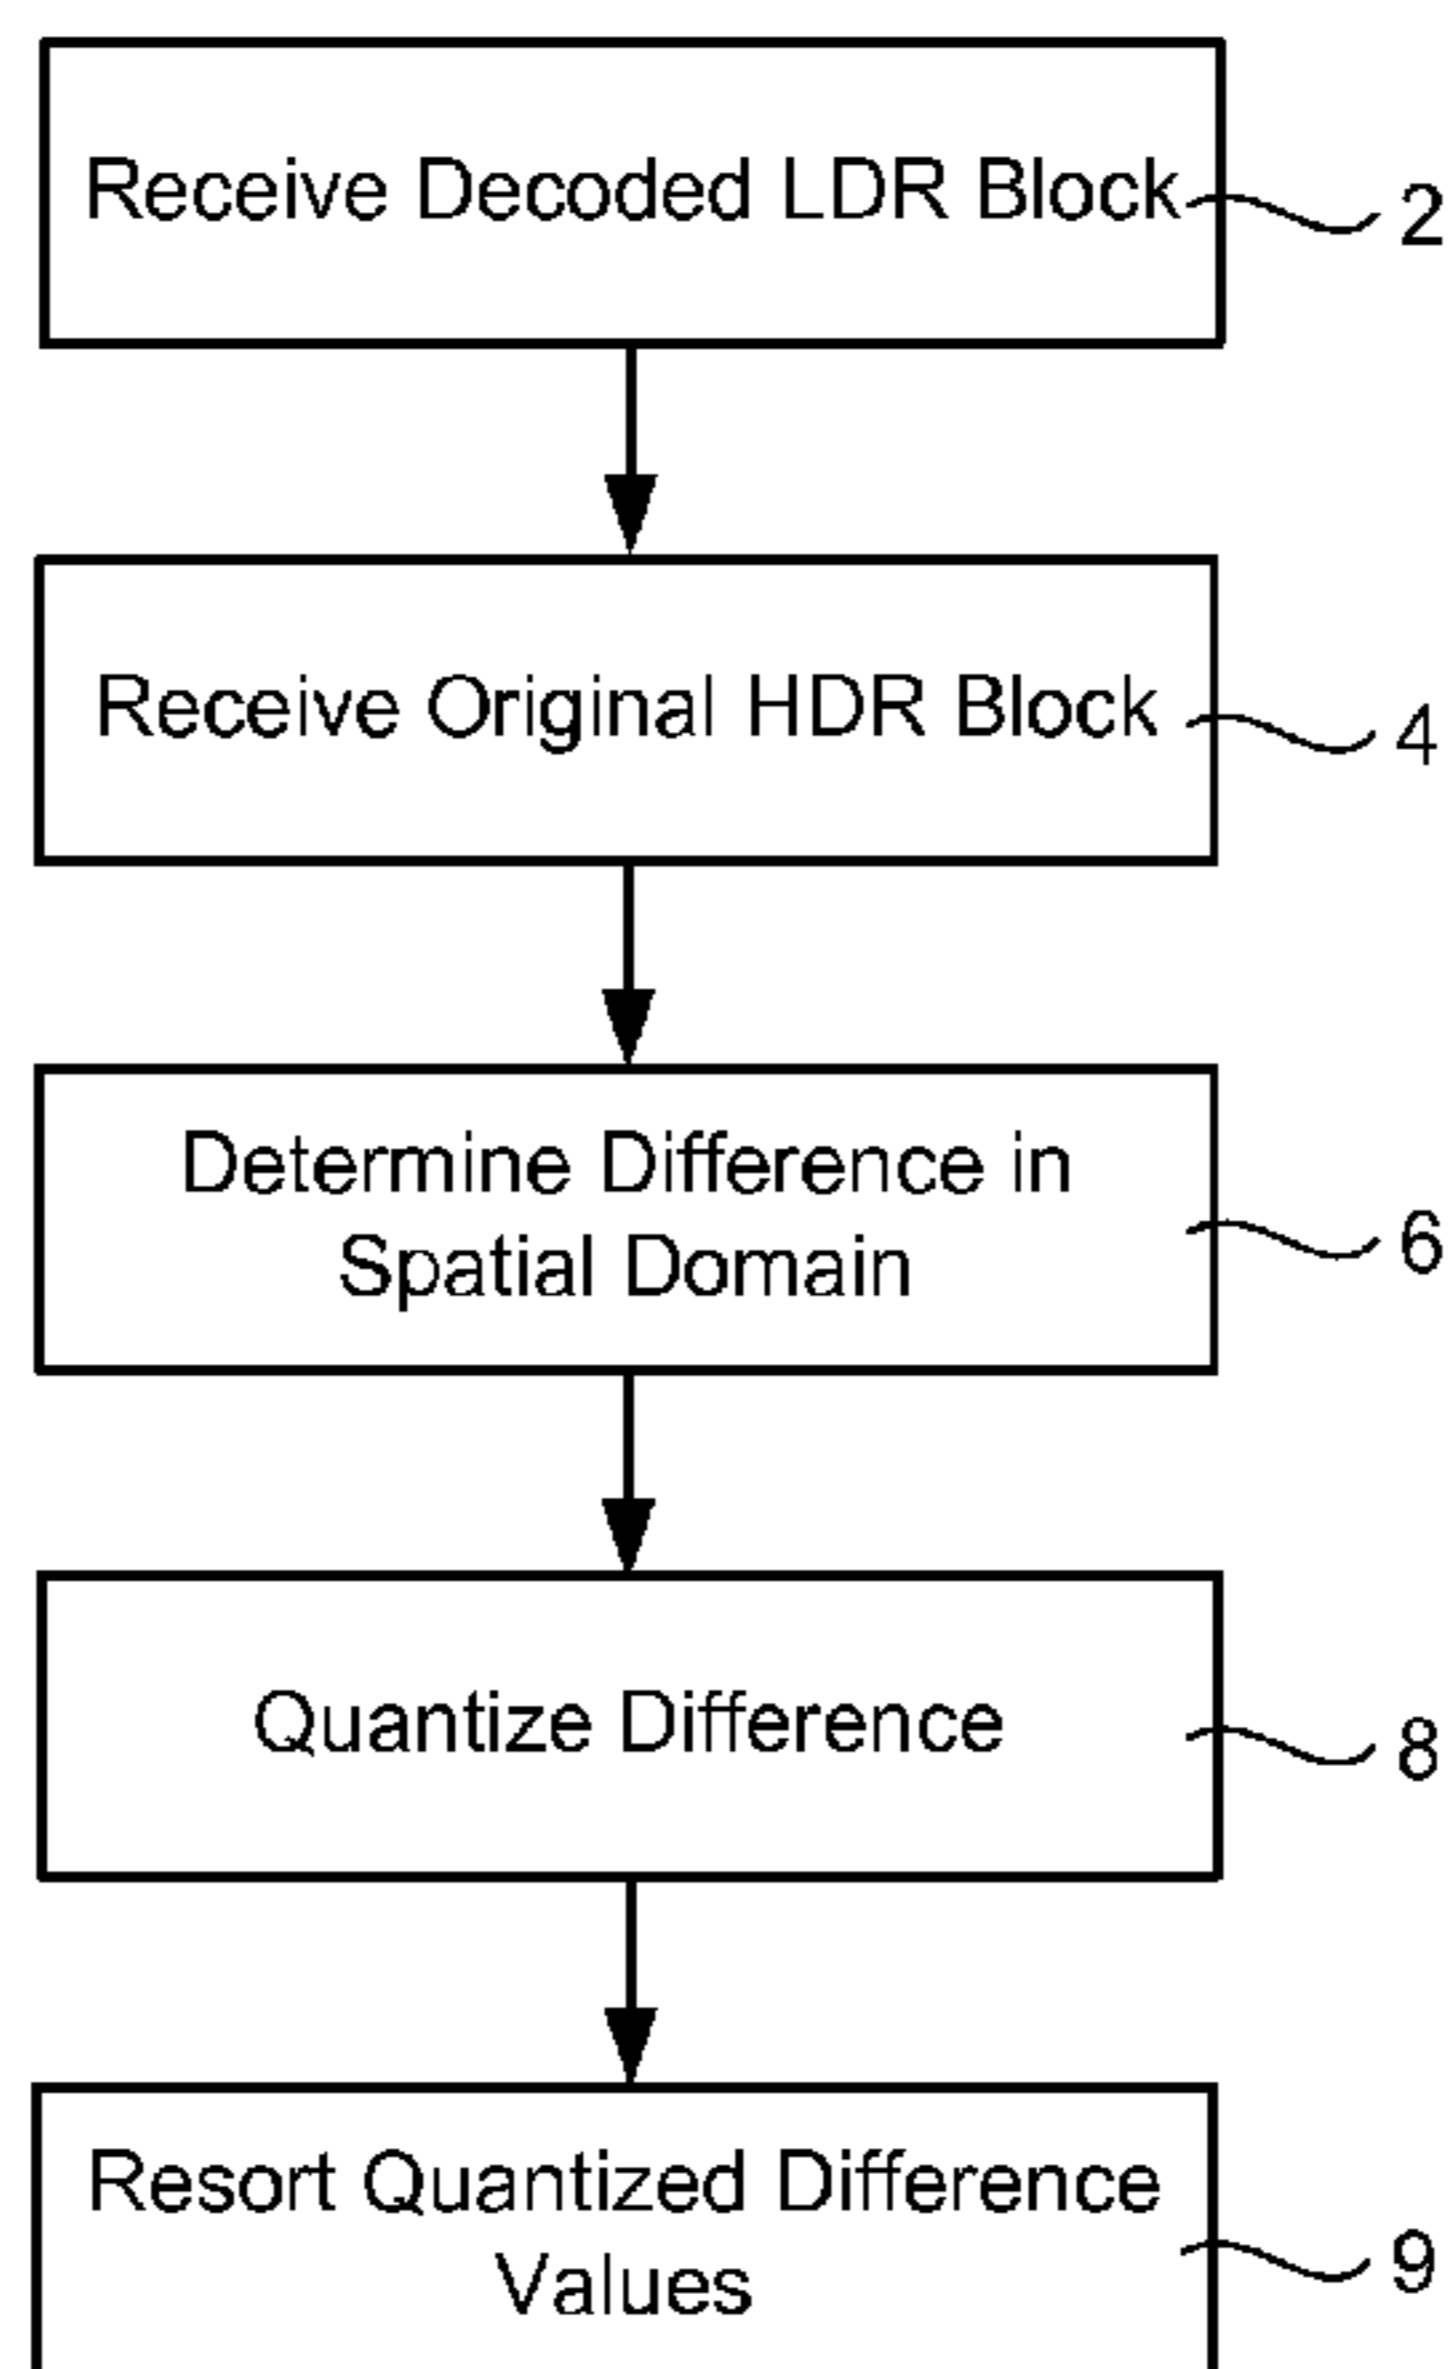 Receive Decoded LDR Block 2
Receive Original HDR Block 4
Determine Difference in
Spatial Domain
6
Quantize Difference 8
Resort Quantized Difference
Values
9